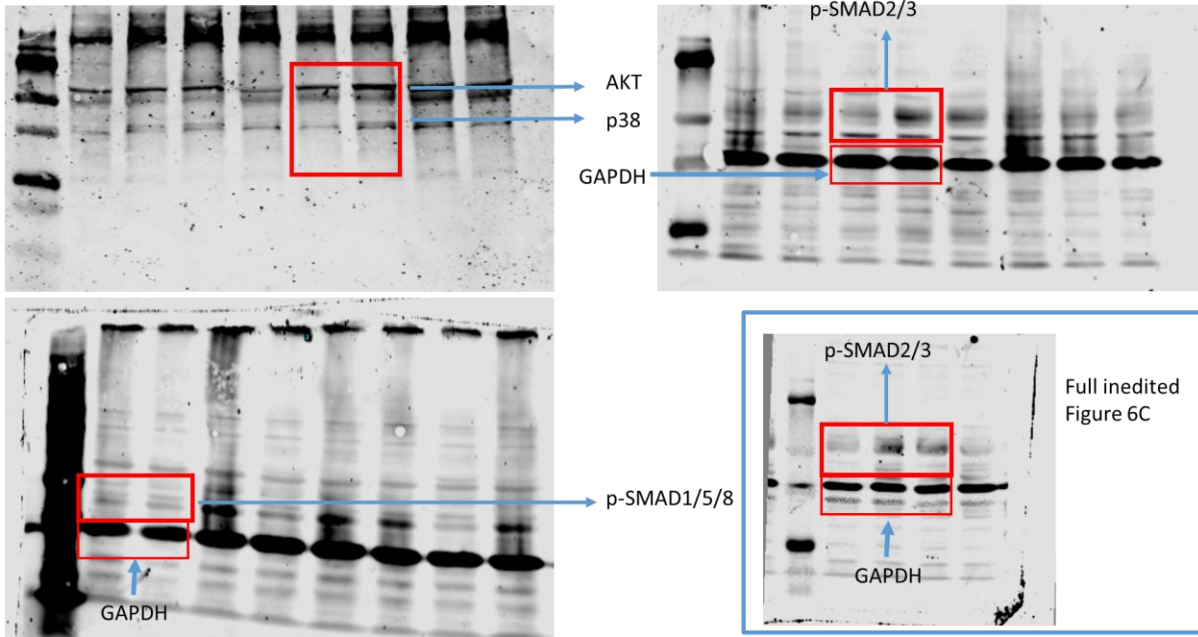 p-SMAD2/3
AKT
p38
GAPDH
p-SMAD1/5/8
GAPDH
p-SMAD2/3
Full inedited
Figure 6C
GAPDH